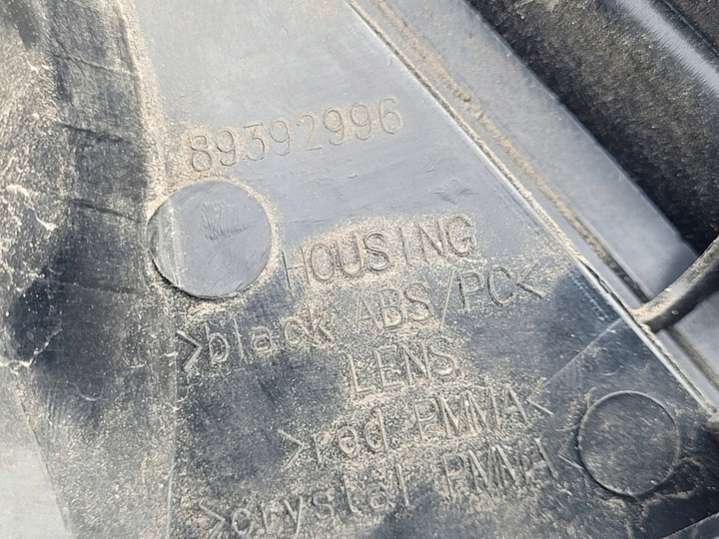 89392996
HOUSING
>black ABS/PC<
LENS
>red PMMA<
>crystal PMMA<